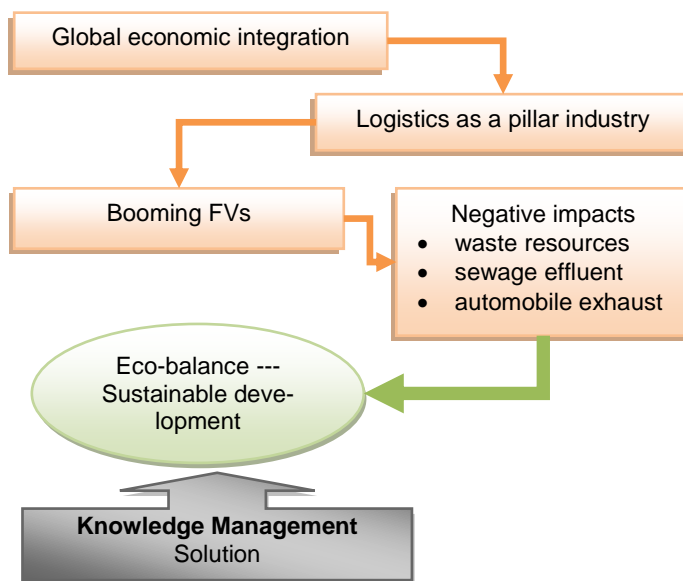 Global economic integration
Logistics as a pillar industry
Booming FVs
Negative impacts
• waste resources
• sewage effluent
• automobile exhaust
Eco-balance ---
Sustainable deve-
lopment
Knowledge Management
Solution